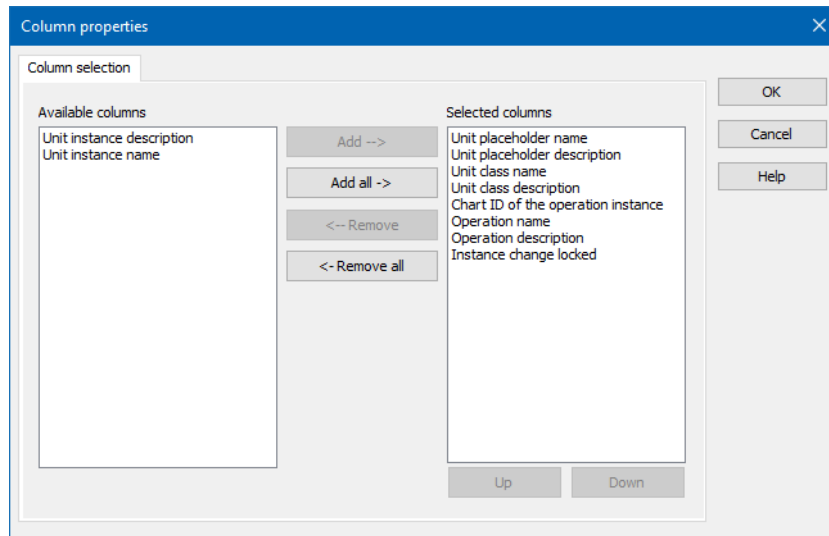 Column properties
Column selection
Available columns
Unit instance description
Unit instance name
Add -->
Add all ->
<-- Remove
<- Remove all
Selected columns
Unit placeholder name
Unit placeholder description
Unit class name
Unit class description
Chart ID of the operation instance
Operation name
Operation description
Instance change locked
Up
Down
OK
Cancel
Help